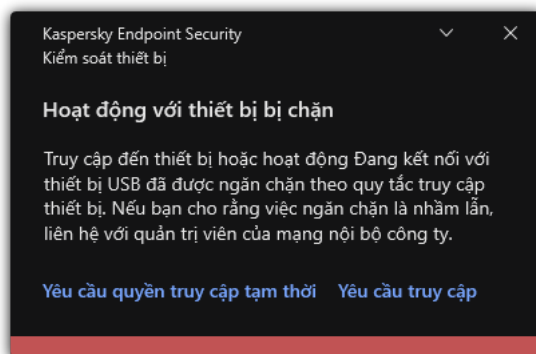 Kaspersky Endpoint Security
Kiểm soát thiết bị
Hoạt động với thiết bị bị chặn
Truy cập đến thiết bị hoặc hoạt động Đang kết nối với
thiết bị USB đã được ngăn chặn theo quy tắc truy cập
thiết bị. Nếu bạn cho rằng việc ngăn chặn là nhầm lẫn,
liên hệ với quản trị viên của mạng nội bộ công ty.
Yêu cầu quyền truy cập tạm thời Yêu cầu truy cập